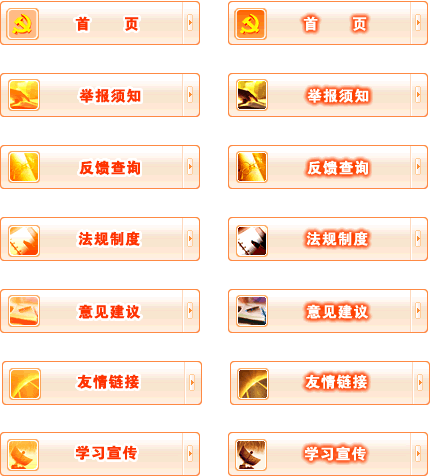 首 页 首 页
举报须知 举报须知
反馈查询 反馈查询
法规制度 法规制度
意见建议 意见建议
友情链接 友情链接
学习宣传 学习宣传